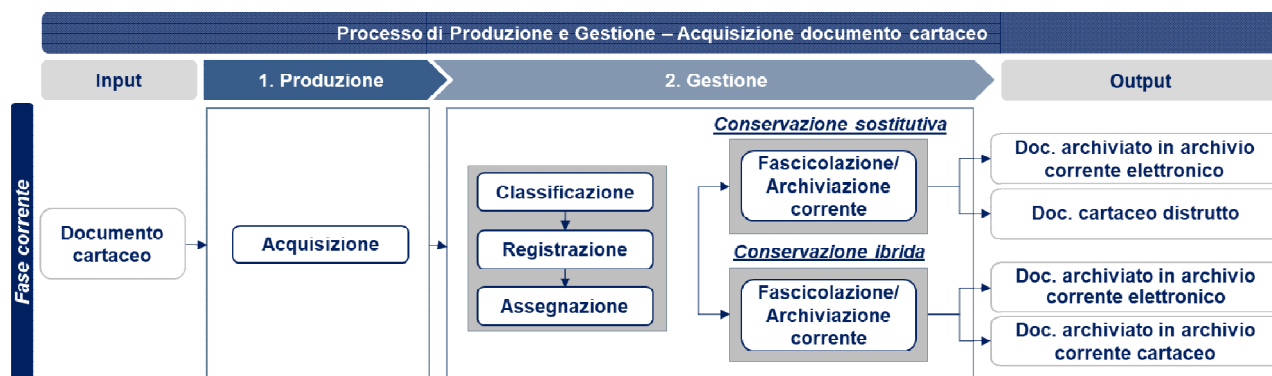 Processo di Produzione e Gestione – Acquisizione documento cartaceo
Input
1. Produzione
2. Gestione
Output
Fase corrente
Documento
cartaceo
Acquisizione
Classificazione
Registrazione
Assegnazione
Conservazione sostitutiva
Fascicolazione/
Archiviazione
corrente
Conservazione ibrida
Fascicolazione/
Archiviazione
corrente
Doc. archiviato in archivio
corrente elettronico
Doc. cartaceo distrutto
Doc. archiviato in archivio
corrente elettronico
Doc. archiviato in archivio
corrente cartaceo